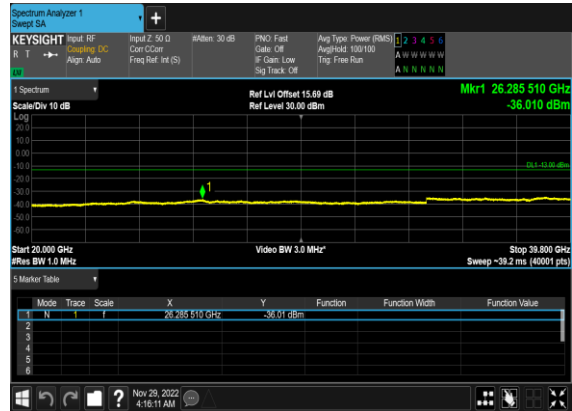 Spectrum Analyzer 1
Swept SA
+
KEYSIGHT Input: RF Input Z: 50 Ω #Atten: 30 dB PNO: Fast Avg Type: Power (RMS) 1 2 3 4 5 6
R T Coupling: DC Corr CCorr Gate: Off Avg|Hold: 100/100 A W W W W W
Align: Auto Freq Ref: Int (S) IF Gain: Low Trig: Free Run
Sig Track: Off A N N N N N
1 Spectrum Ref Lvl Offset 15.69 dB Mkr1 26.285 510 GHz
Scale/Div 10 dB Ref Level 30.00 dBm -36.010 dBm
Log
20.0
10.0
0.00
-10.0
DL1 -13.00 dBm
-20.0
-30.0
1
-40.0
-50.0
-60.0
Start 20.000 GHz Video BW 3.0 MHz* Stop 39.800 GHz
#Res BW 1.0 MHz Sweep ~39.2 ms (40001 pts)
5 Marker Table
Mode Trace Scale X Y Function Function Width Function Value
1 N 1 f 26.285 510 GHz -36.01 dBm
2
3
4
5
6
? Nov 29, 2022
4:16:11 AM